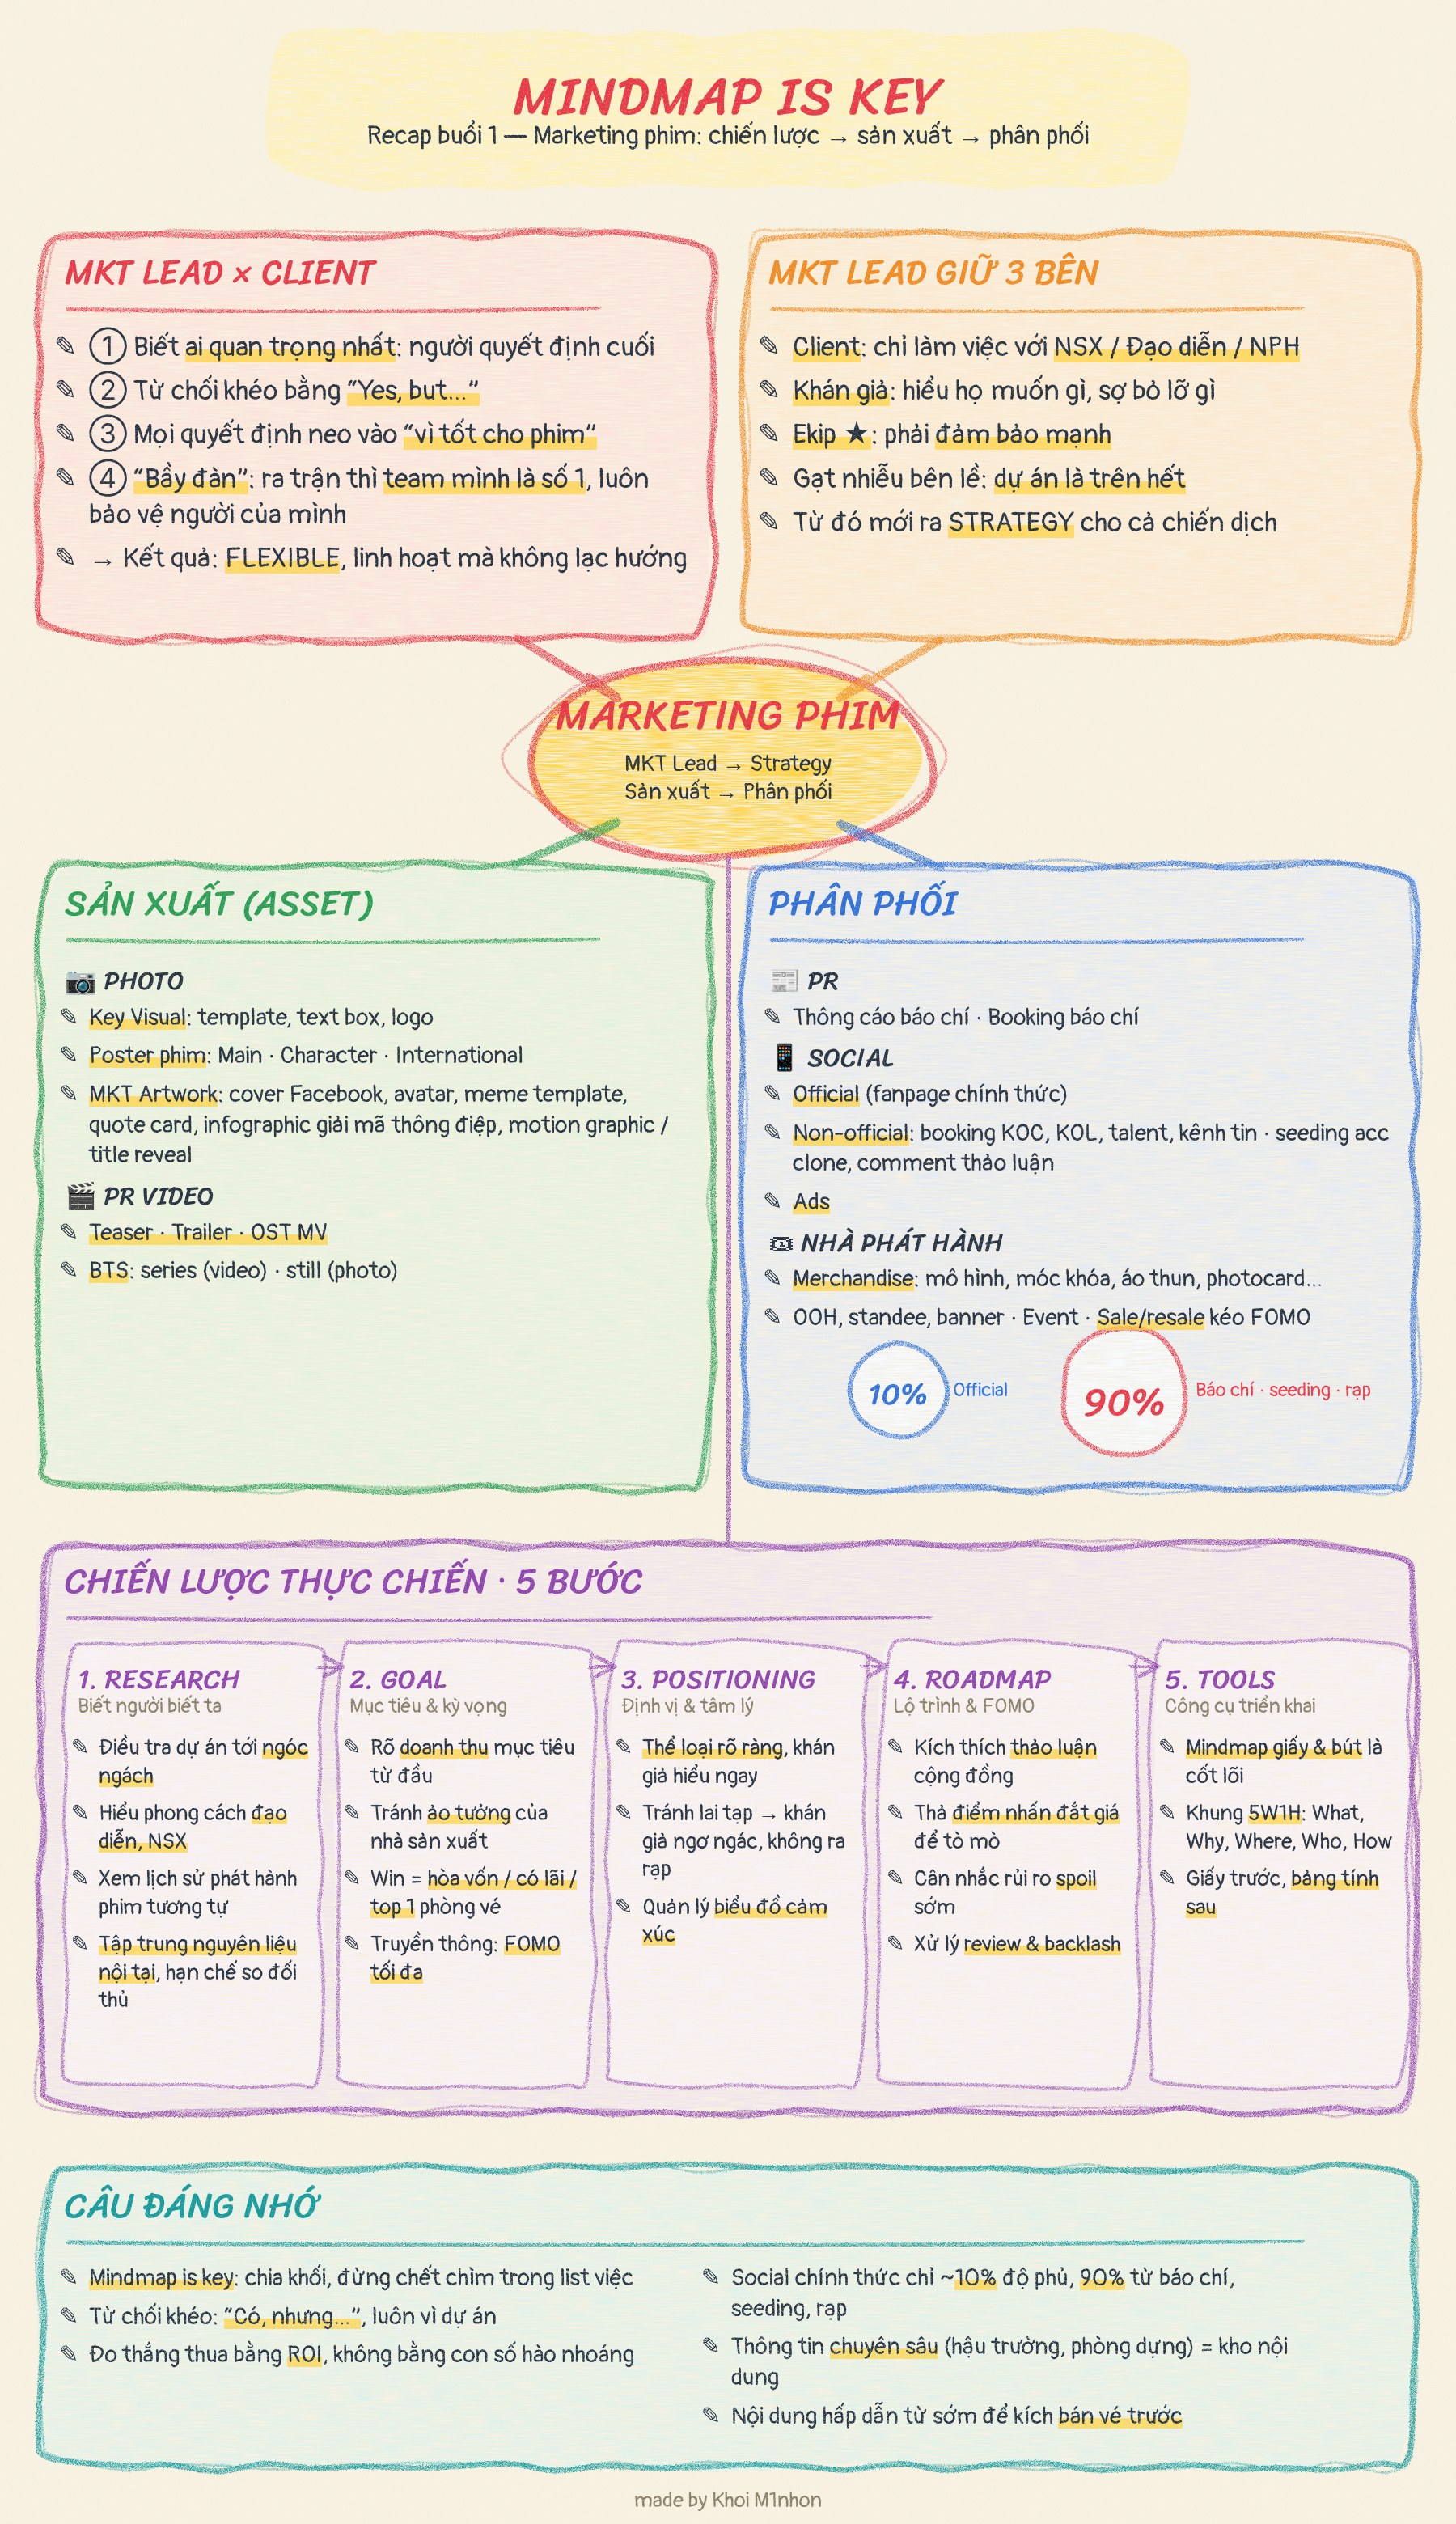 MINDMAP IS KEY
Recap buổi 1 — Marketing phim: chiến lược → sản xuất → phân phối
MKT LEAD × CLIENT
✎ ① Biết ai quan trọng nhất: người quyết định cuối
✎ ② Từ chối khéo bằng “Yes, but...”
✎ ③ Mọi quyết định neo vào “vì tốt cho phim”
✎ ④ “Bầy đàn”: ra trận thì team mình là số 1, luôn
bảo vệ người của mình
✎ → Kết quả: FLEXIBLE, linh hoạt mà không lạc hướng
MKT LEAD GIỮ 3 BÊN
✎ Client: chỉ làm việc với NSX / Đạo diễn / NPH
✎ Khán giả: hiểu họ muốn gì, sợ bỏ lỡ gì
✎ Ekip ★: phải đảm bảo mạnh
✎ Gạt nhiễu bên lề: dự án là trên hết
✎ Từ đó mới ra STRATEGY cho cả chiến dịch
MARKETING PHIM
MKT Lead → Strategy
Sản xuất → Phân phối
SẢN XUẤT (ASSET)
📷 PHOTO
✎ Key Visual: template, text box, logo
✎ Poster phim: Main · Character · International
✎ MKT Artwork: cover Facebook, avatar, meme template,
quote card, infographic giải mã thông điệp, motion graphic /
title reveal
🎬 PR VIDEO
✎ Teaser · Trailer · OST MV
✎ BTS: series (video) · still (photo)
PHÂN PHỐI
📰 PR
✎ Thông cáo báo chí · Booking báo chí
📱 SOCIAL
✎ Official (fanpage chính thức)
✎ Non-official: booking KOC, KOL, talent, kênh tin · seeding acc
clone, comment thảo luận
✎ Ads
🎟 NHÀ PHÁT HÀNH
✎ Merchandise: mô hình, móc khóa, áo thun, photocard...
✎ OOH, standee, banner · Event · Sale/resale kéo FOMO
10% Official
90% Báo chí · seeding · rạp
CHIẾN LƯỢC THỰC CHIẾN · 5 BƯỚC
1. RESEARCH
Biết người biết ta
✎ Điều tra dự án tới ngóc
ngách
✎ Hiểu phong cách đạo
diễn, NSX
✎ Xem lịch sử phát hành
phim tương tự
✎ Tập trung nguyên liệu
nội tại, hạn chế so đối
thủ
2. GOAL
Mục tiêu & kỳ vọng
✎ Rõ doanh thu mục tiêu
từ đầu
✎ Tránh ảo tưởng của
nhà sản xuất
✎ Win = hòa vốn / có lãi /
top 1 phòng vé
✎ Truyền thông: FOMO
tối đa
3. POSITIONING
Định vị & tâm lý
✎ Thể loại rõ ràng, khán
giả hiểu ngay
✎ Tránh lai tạp → khán
giả ngơ ngác, không ra
rạp
✎ Quản lý biểu đồ cảm
xúc
4. ROADMAP
Lộ trình & FOMO
✎ Kích thích thảo luận
cộng đồng
✎ Thả điểm nhấn đắt giá
để tò mò
✎ Cân nhắc rủi ro spoil
sớm
✎ Xử lý review & backlash
5. TOOLS
Công cụ triển khai
✎ Mindmap giấy & bút là
cốt lõi
✎ Khung 5W1H: What,
Why, Where, Who, How
✎ Giấy trước, bảng tính
sau
CÂU ĐÁNG NHỚ
✎ Mindmap is key: chia khối, đừng chết chìm trong list việc
✎ Từ chối khéo: “Có, nhưng...”, luôn vì dự án
✎ Đo thắng thua bằng ROI, không bằng con số hào nhoáng
✎ Social chính thức chỉ ~10% độ phủ, 90% từ báo chí,
seeding, rạp
✎ Thông tin chuyên sâu (hậu trường, phòng dựng) = kho nội
dung
✎ Nội dung hấp dẫn từ sớm để kích bán vé trước
made by Khoi M1nhon